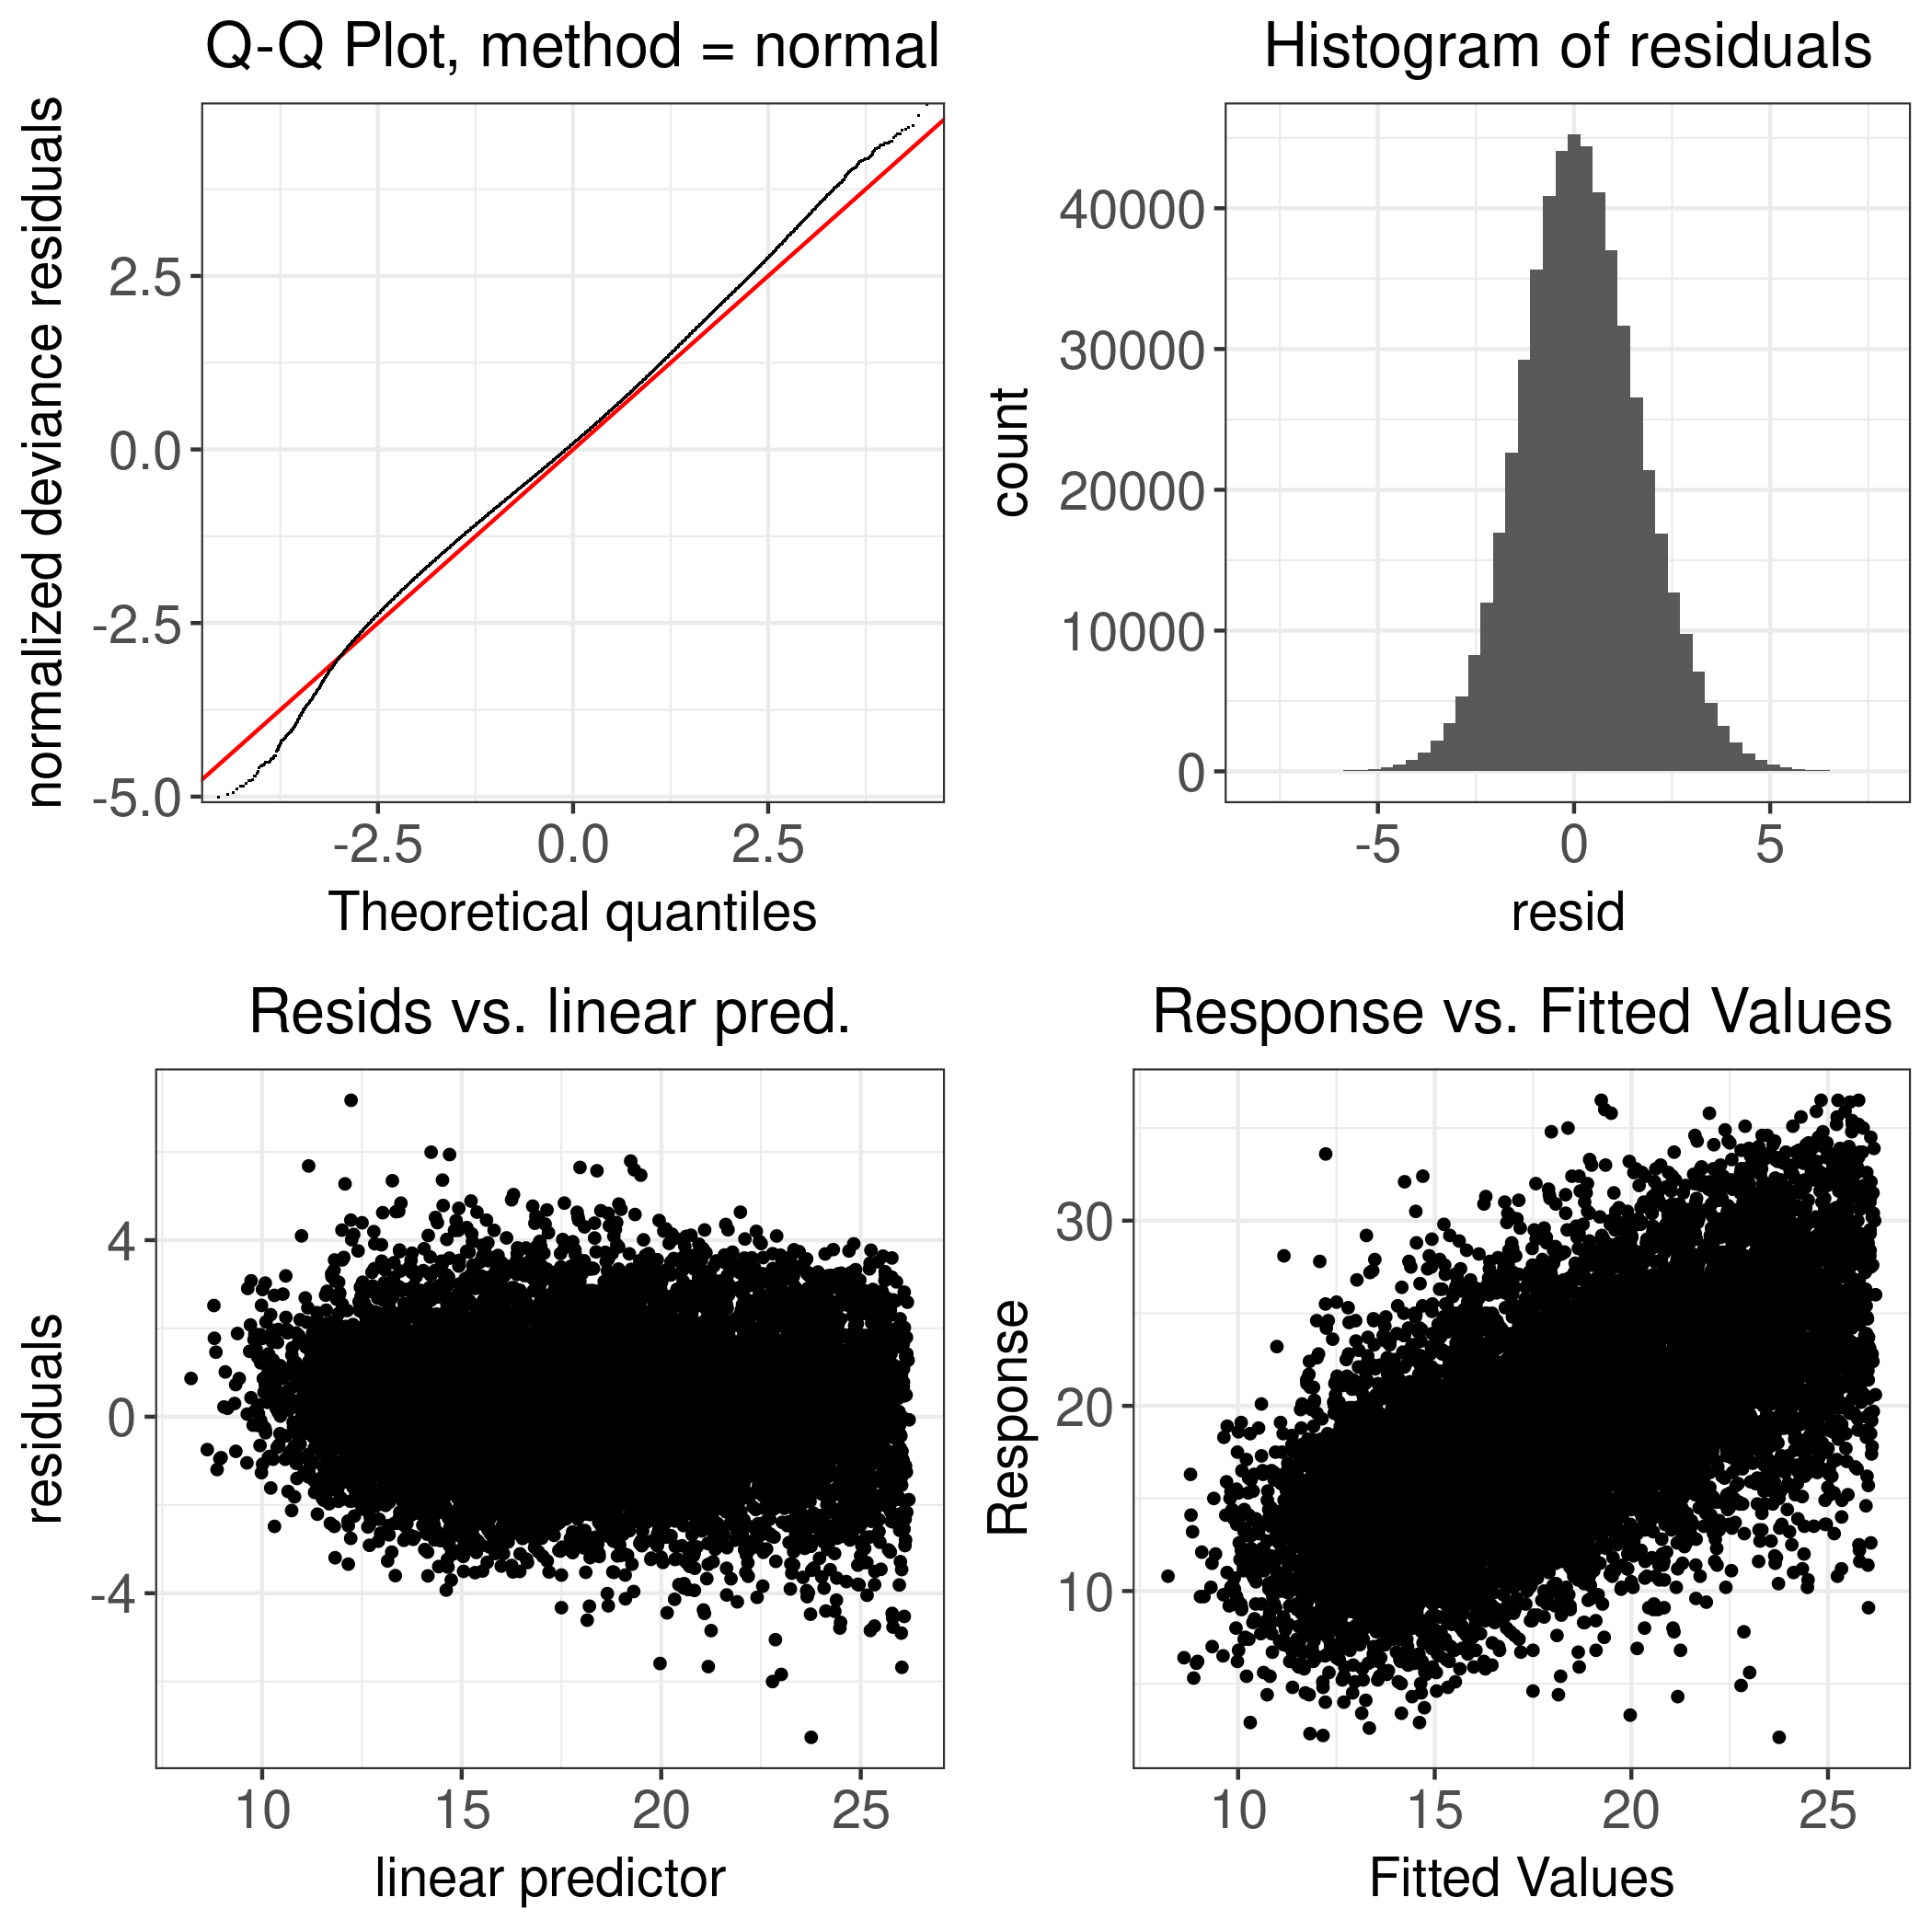 Q-Q Plot, method = normal
normalized deviance residuals
2.5
0.0
-2.5
-5.0
-2.5 0.0 2.5
Theoretical quantiles
Histogram of residuals
count
40000
30000
20000
10000
0
-5 0 5
resid
Resids vs. linear pred.
residuals
4
0
-4
10 15 20 25
linear predictor
Response vs. Fitted Values
Response
30
20
10
10 15 20 25
Fitted Values